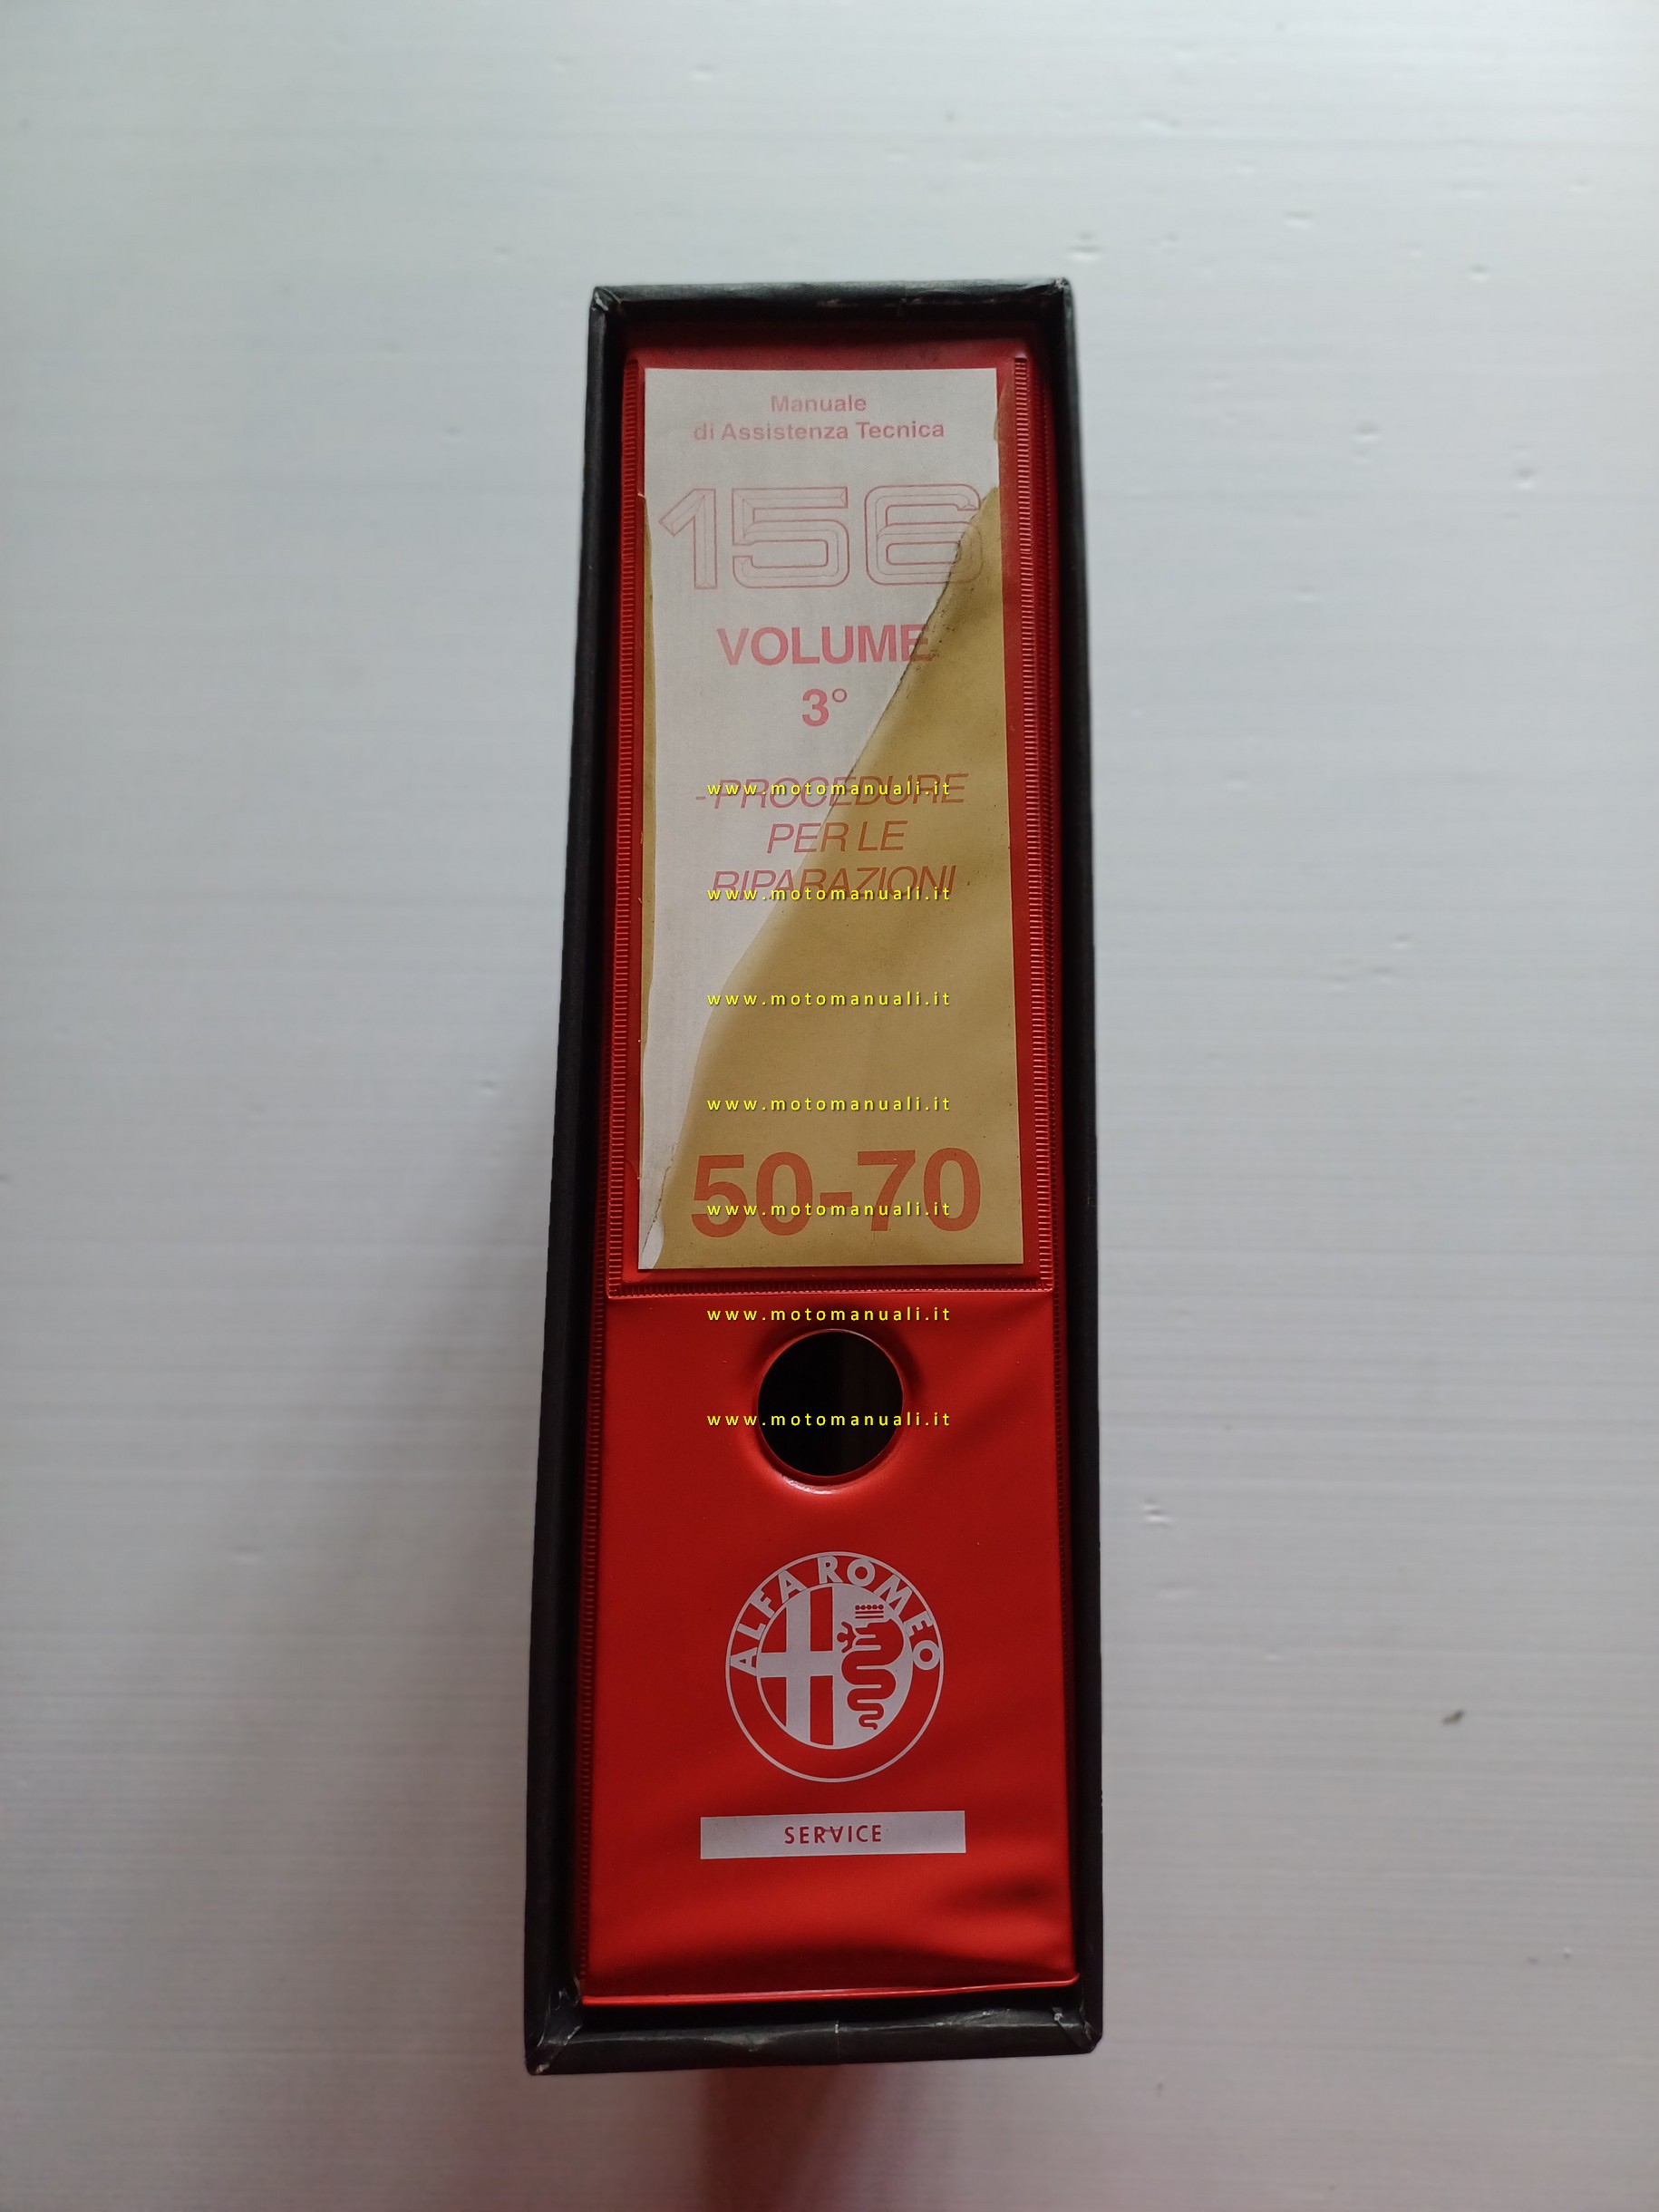 Manuale
di Assistenza Tecnica
156
VOLUME
3°
-PROCEDURE
www.motomanuali.it
PER LE
RIPARAZIONI
www.motomanuali.it
www.motomanuali.it
www.motomanuali.it
50-70
www.motomanuali.it
www.motomanuali.it
www.motomanuali.it
ALFA ROMEO
SERVICE